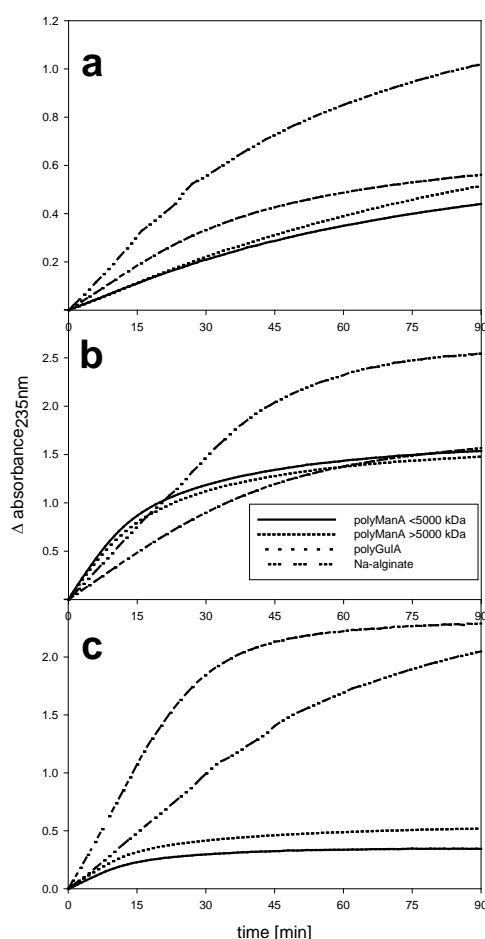 1.2
a
1.0
0.8
0.6
0.4
0.2
0 15 30 45 60 75 90
b
2.5
2.0
1.5
1.0
0.5
0 15 30 45 60 75 90
Δ absorbance235nm
polyManA <5000 kDa
polyManA >5000 kDa
polyGulA
Na-alginate
c
2.0
1.5
1.0
0.5
0.0
0 15 30 45 60 75 90
time [min]